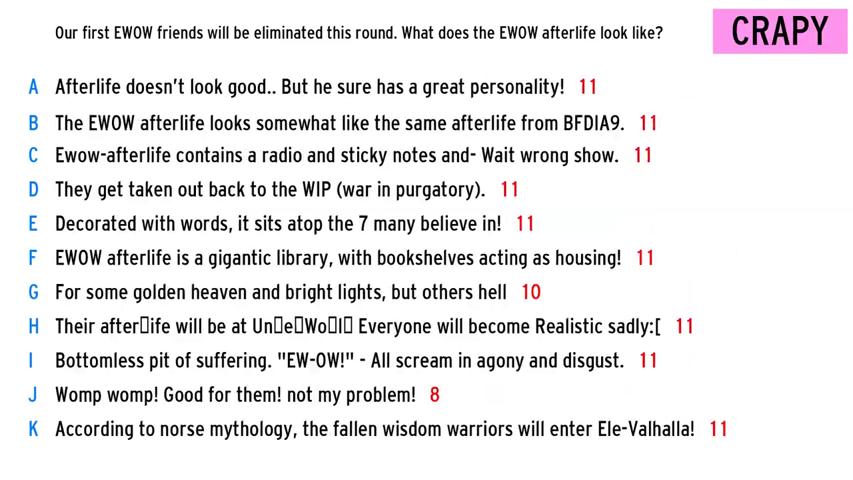 Our first EWOW friends will be eliminated this round. What does the EWOW afterlife look like?
CRAPY
A Afterlife doesn't look good.. But he sure has a great personality! 11
B The EWOW afterlife looks somewhat like the same afterlife from BFDIA9. 11
C Ewow-afterlife contains a radio and sticky notes and- Wait wrong show. 11
D They get taken out back to the WIP (war in purgatory). 11
E Decorated with words, it sits atop the 7 many believe in! 11
F EWOW afterlife is a gigantic library, with bookshelves acting as housing! 11
G For some golden heaven and bright lights, but others hell 10
H Their after▯ife will be at Un▯e▯Wo▯l▯ Everyone will become Realistic sadly:[ 11
I Bottomless pit of suffering. "EW-OW!" - All scream in agony and disgust. 11
J Womp womp! Good for them! not my problem! 8
K According to norse mythology, the fallen wisdom warriors will enter Ele-Valhalla! 11